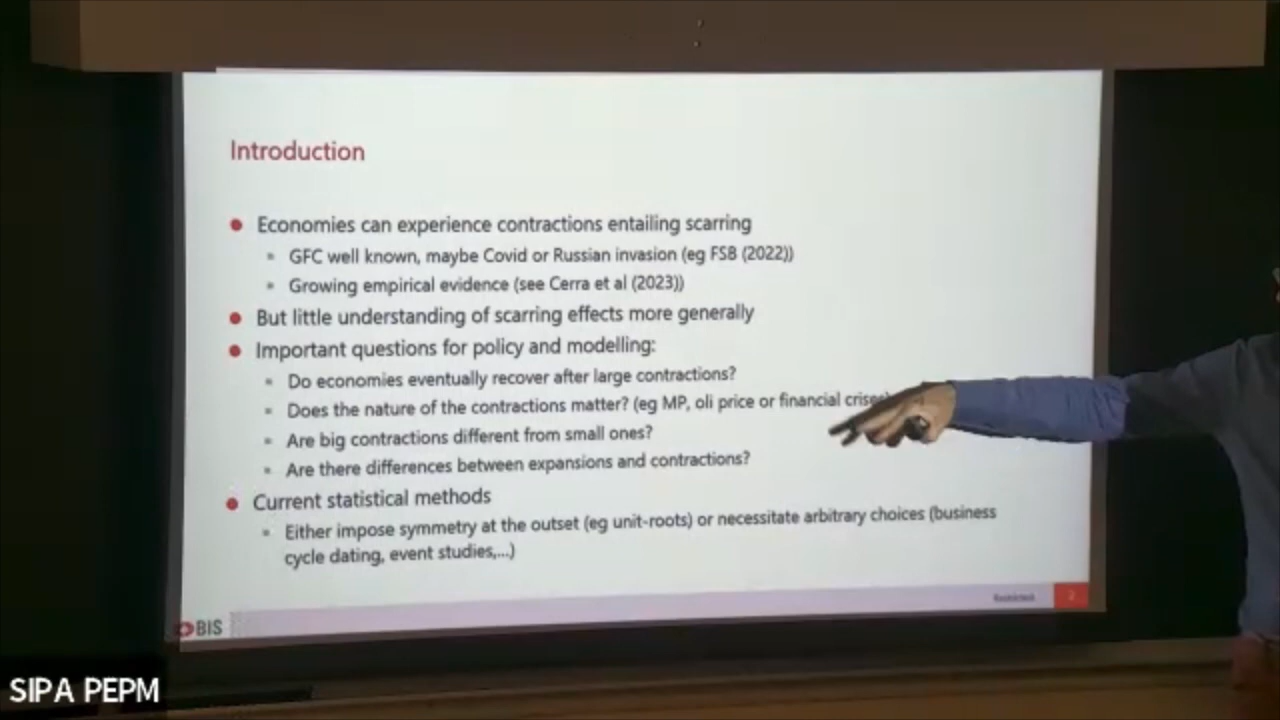 Introduction
Economies can experience contractions entailing scarring
GFC well known, maybe Covid or Russian invasion (eg FSB (2022))
Growing empirical evidence (see Cerra et al (2023))
But little understanding of scarring effects more generally
Important questions for policy and modelling:
Do economies eventually recover after large contractions?
Does the nature of the contractions matter? (eg MP, oli price or financial crises)
Are big contractions different from small ones?
Are there differences between expansions and contractions?
Current statistical methods
Either impose symmetry at the outset (eg unit-roots) or necessitate arbitrary choices (business
cycle dating, event studies,...)
Restricted
2
BIS
SIPA PEPM